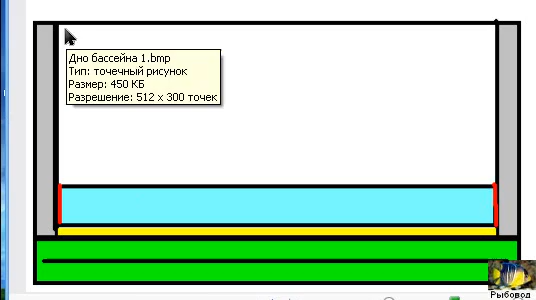 Дно бассейна 1.bmp
Тип: точечный рисунок
Размер: 450 КБ
Разрешение: 512 x 300 точек
Рыбовод